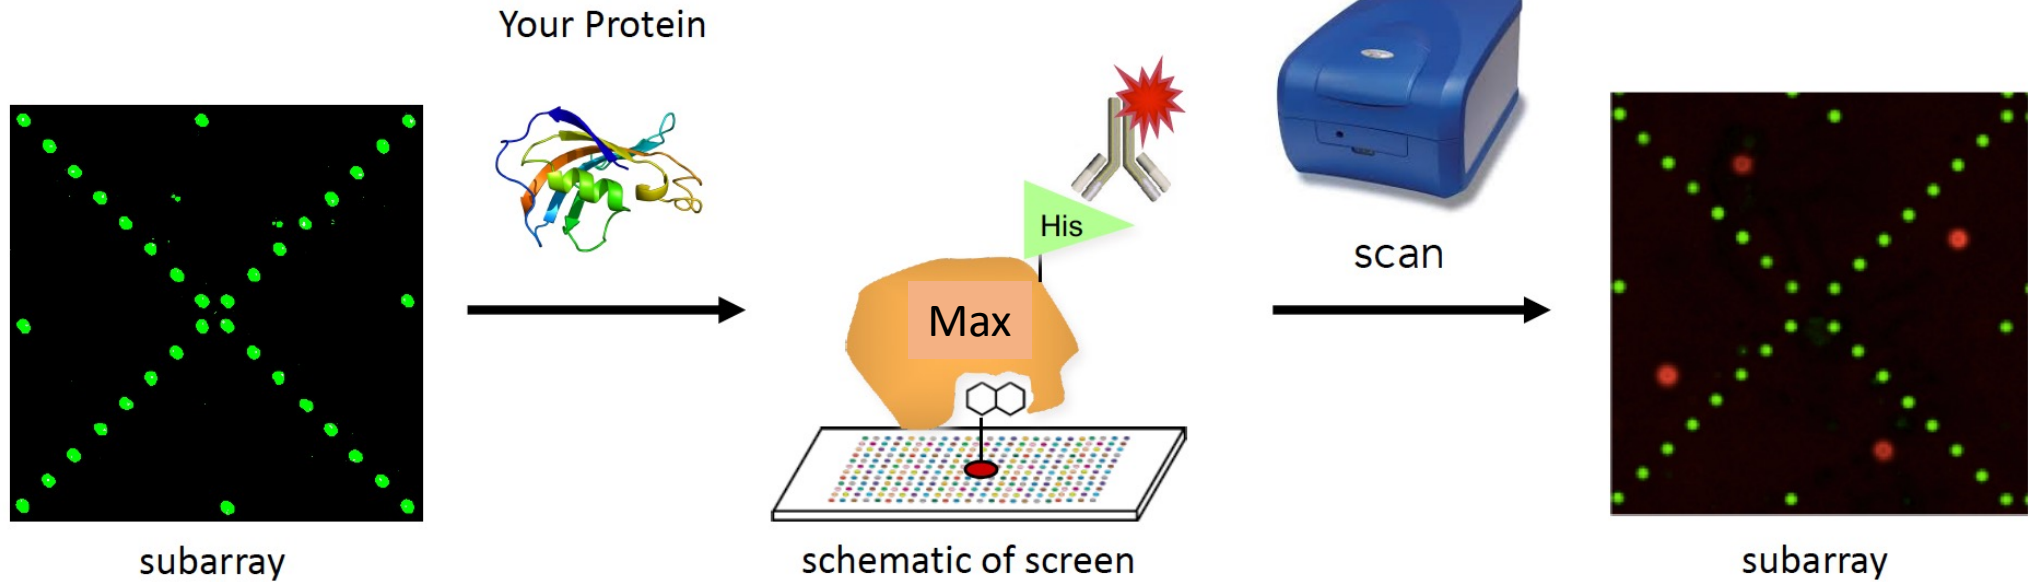 Your Protein
His
scan
Max
subarray
schematic of screen
subarray